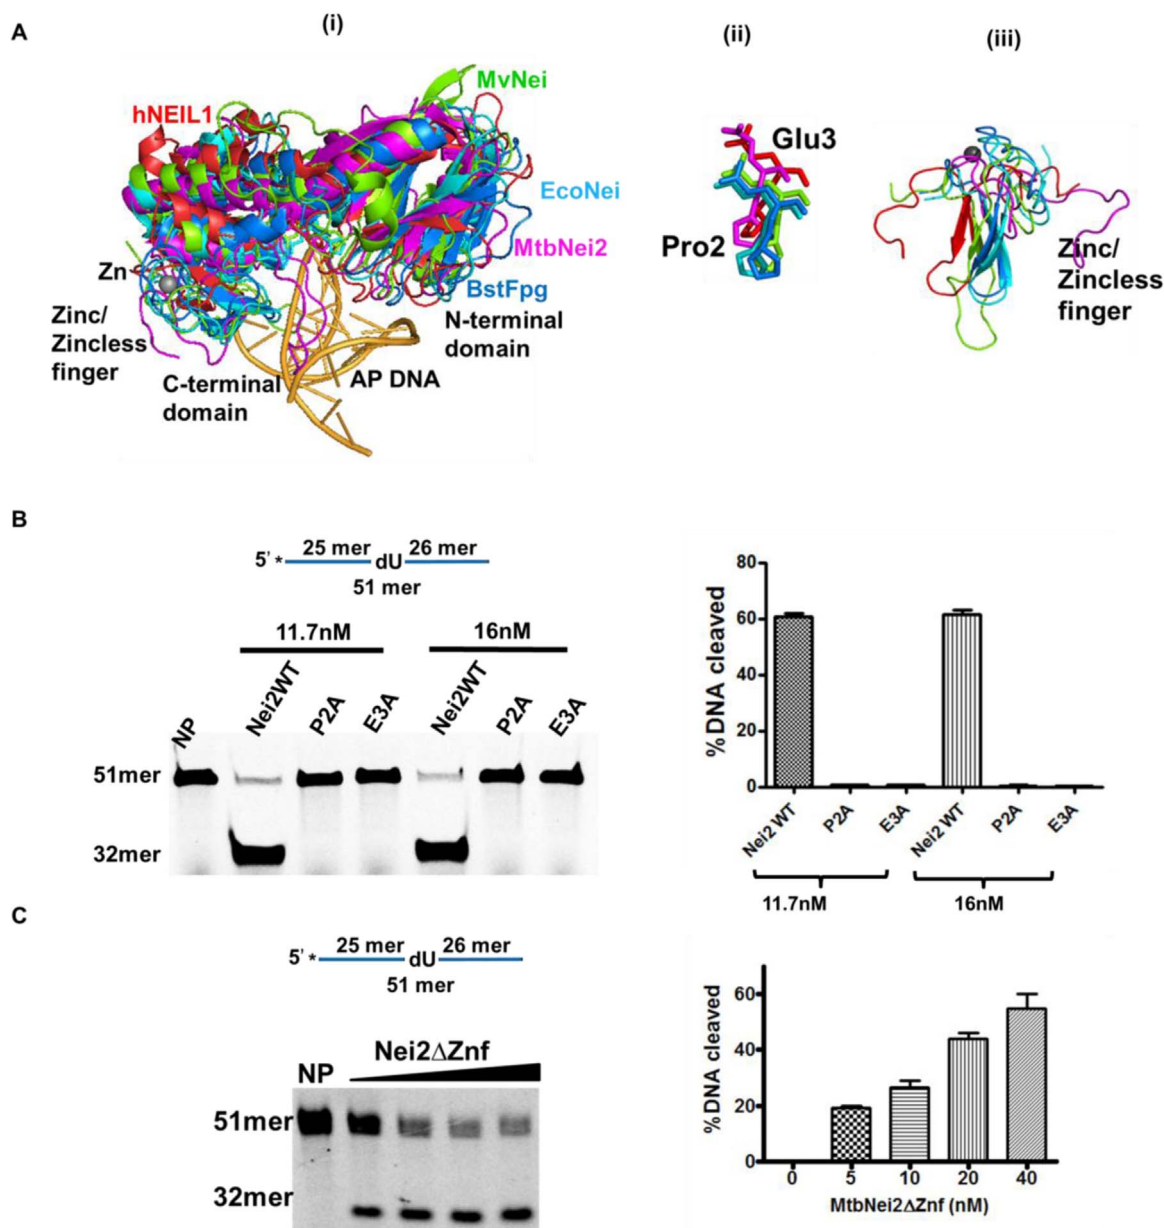 A
(i)
(ii)
(iii)
MvNei
hNEIL1
EcoNei
MtbNei2
BstFpg
Zn
Zinc/
Zincless
finger
N-terminal
domain
C-terminal
domain
AP DNA
Glu3
Pro2
Zinc/
Zincless
finger
B
25 mer 26 mer
5' * dU
51 mer
11.7nM 16nM
NP Nei2WT P2A E3A Nei2WT P2A E3A
51mer
32mer
%DNA cleaved
80
60
40
20
0
Nei2 WT P2A E3A Nei2 WT P2A E3A
11.7nM 16nM
C
25 mer 26 mer
5' * dU
51 mer
Nei2ΔZnf
NP
51mer
32mer
%DNA cleaved
60
40
20
0
0 5 10 20 40
MtbNei2ΔZnf (nM)